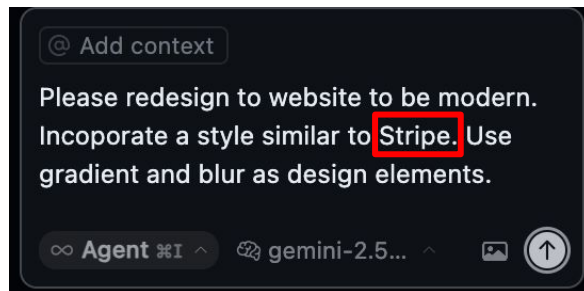 @ Add context
Please redesign to website to be modern.
Incoporate a style similar to Stripe. Use
gradient and blur as design elements.
∞ Agent ⌘I ^ gemini-2.5... ^